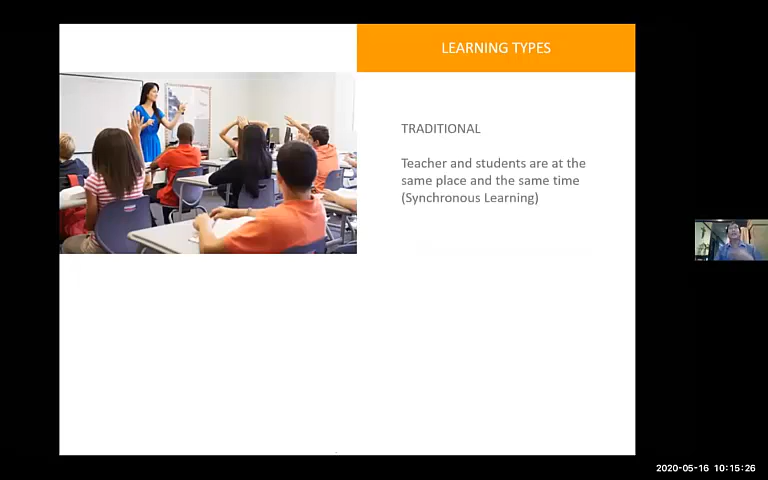 LEARNING TYPES
TRADITIONAL
Teacher and students are at the
same place and the same time
(Synchronous Learning)
2020-05-16 10:15:26